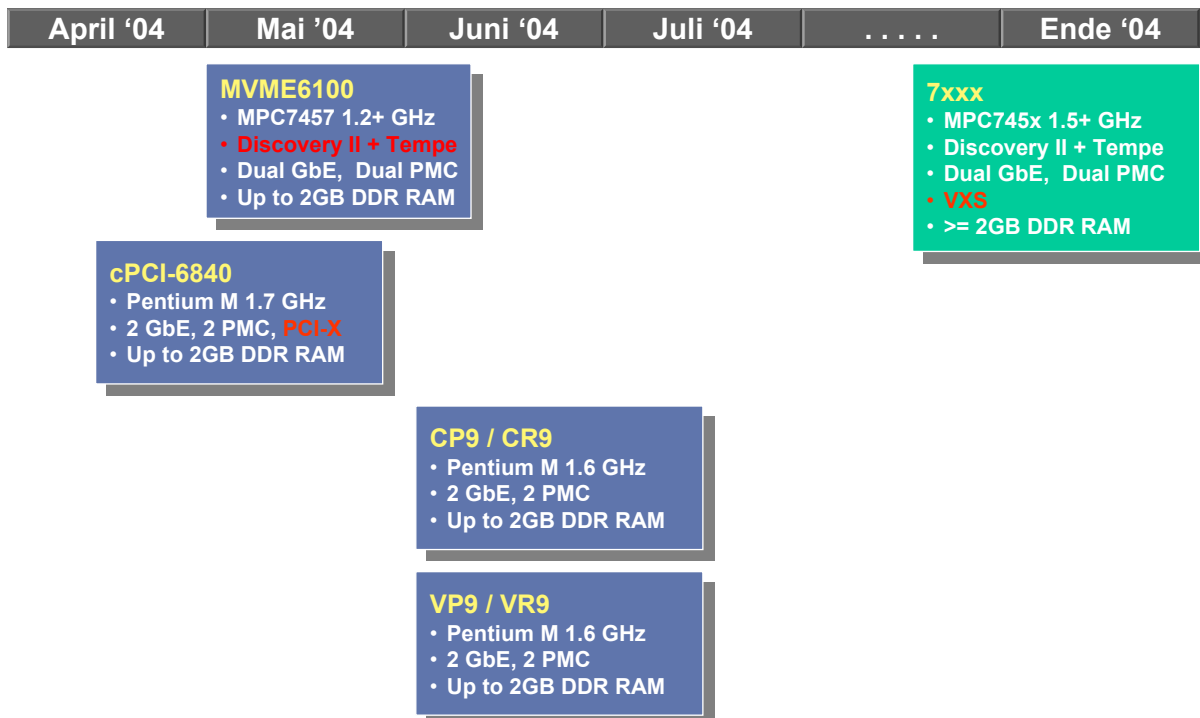 April ‘04 Mai ’04 Juni ‘04 Juli ‘04 . . . . . Ende ‘04
MVME6100
• MPC7457 1.2+ GHz
• Discovery II + Tempe
• Dual GbE, Dual PMC
• Up to 2GB DDR RAM
7xxx
• MPC745x 1.5+ GHz
• Discovery II + Tempe
• Dual GbE, Dual PMC
• VXS
• >= 2GB DDR RAM
cPCI-6840
• Pentium M 1.7 GHz
• 2 GbE, 2 PMC, PCI-X
• Up to 2GB DDR RAM
CP9 / CR9
• Pentium M 1.6 GHz
• 2 GbE, 2 PMC
• Up to 2GB DDR RAM
VP9 / VR9
• Pentium M 1.6 GHz
• 2 GbE, 2 PMC
• Up to 2GB DDR RAM